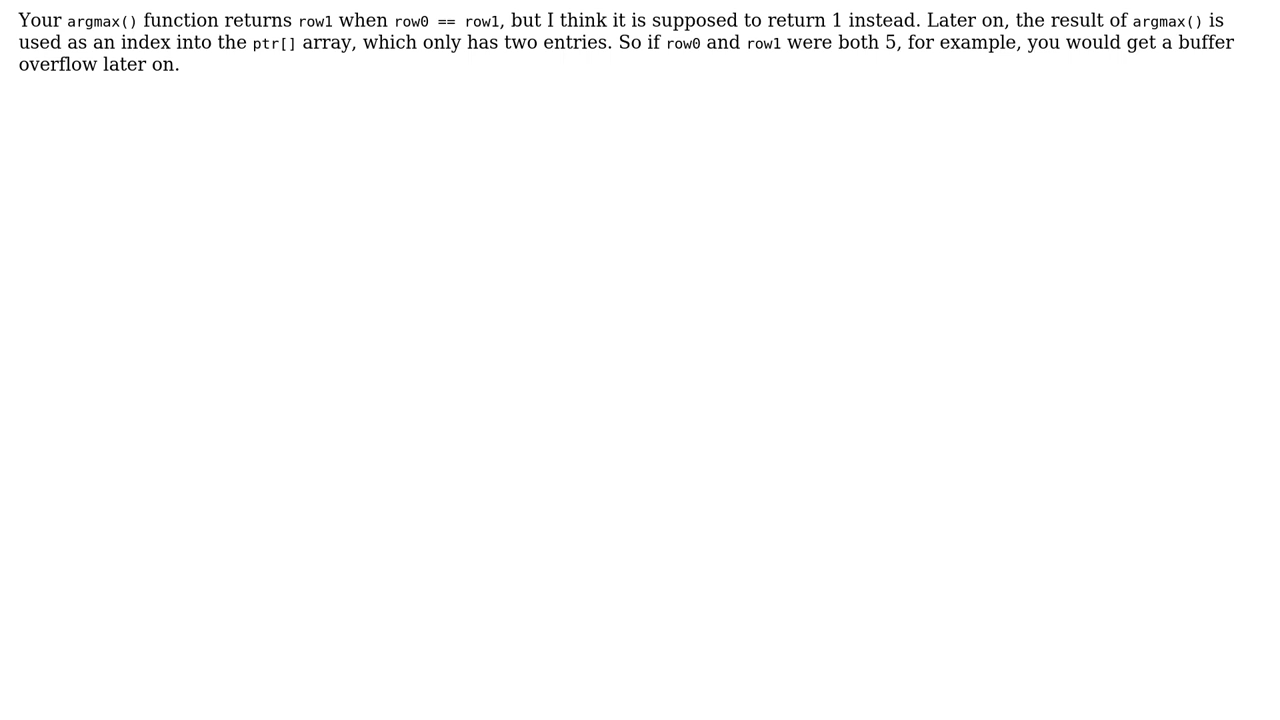 Your argmax() function returns row1 when row0 == row1, but I think it is supposed to return 1 instead. Later on, the result of argmax() is
used as an index into the ptr[] array, which only has two entries. So if row0 and row1 were both 5, for example, you would get a buffer
overflow later on.